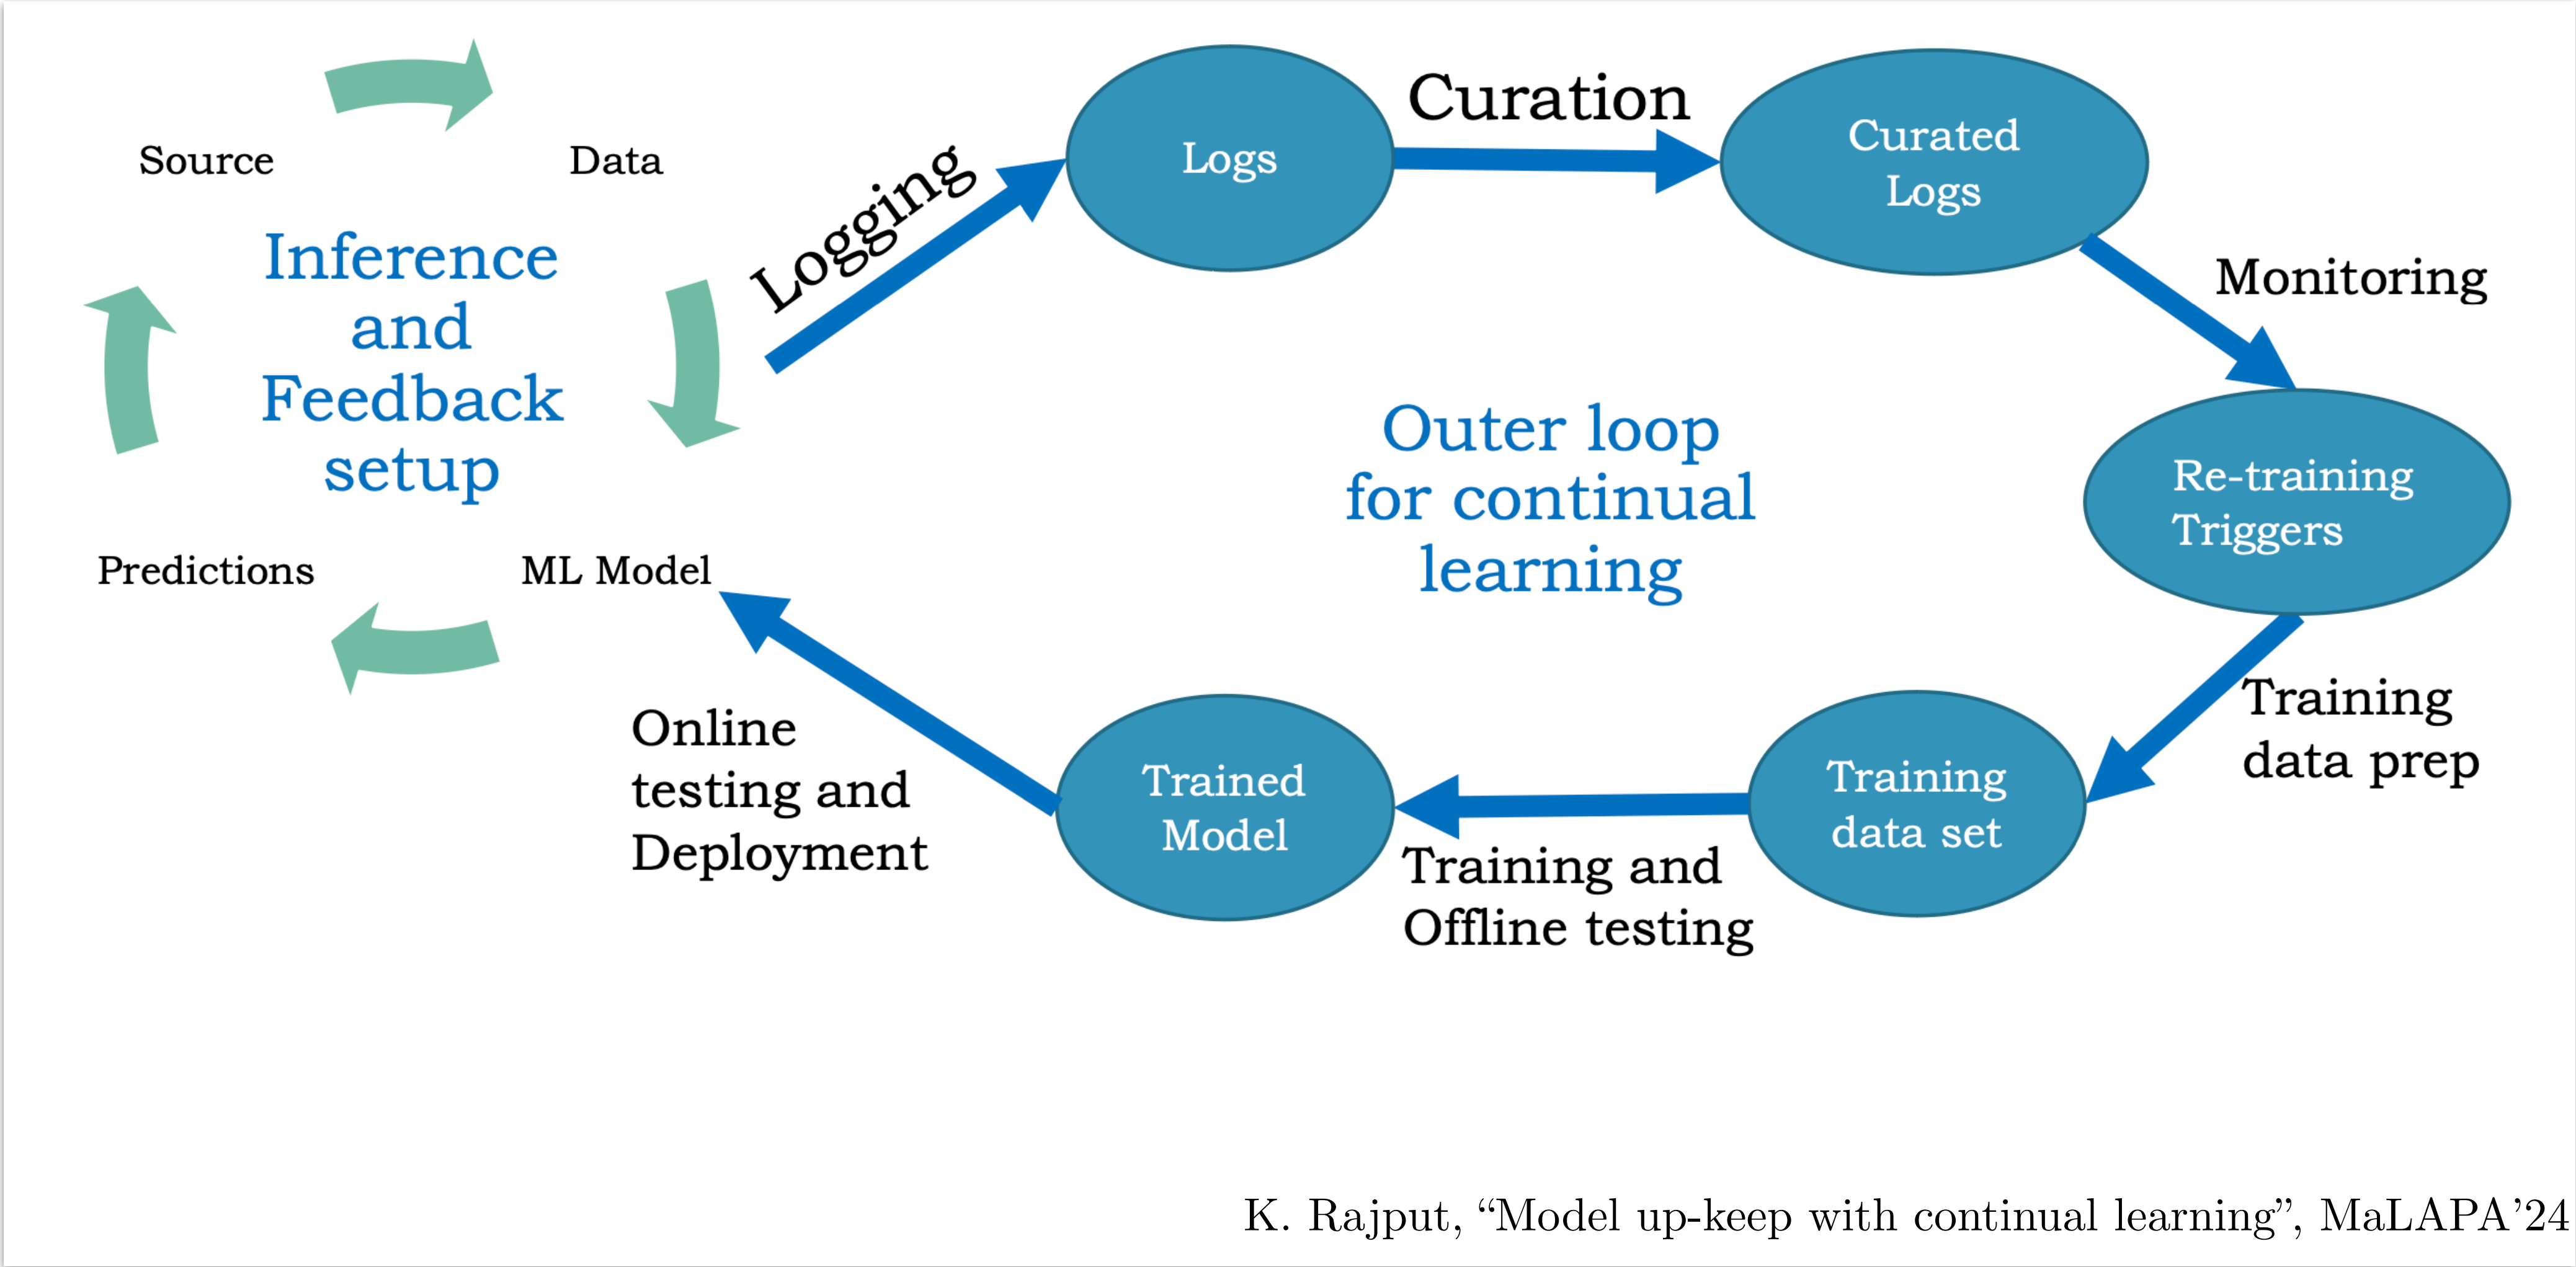 Source
Data
Inference
and
Feedback
setup
Predictions
ML Model
Logging
Logs
Curation
Curated
Logs
Monitoring
Re-training
Triggers
Training
data prep
Training
data set
Training and
Offline testing
Trained
Model
Online
testing and
Deployment
Outer loop
for continual
learning
K. Rajput, “Model up-keep with continual learning”, MaLAPA’24